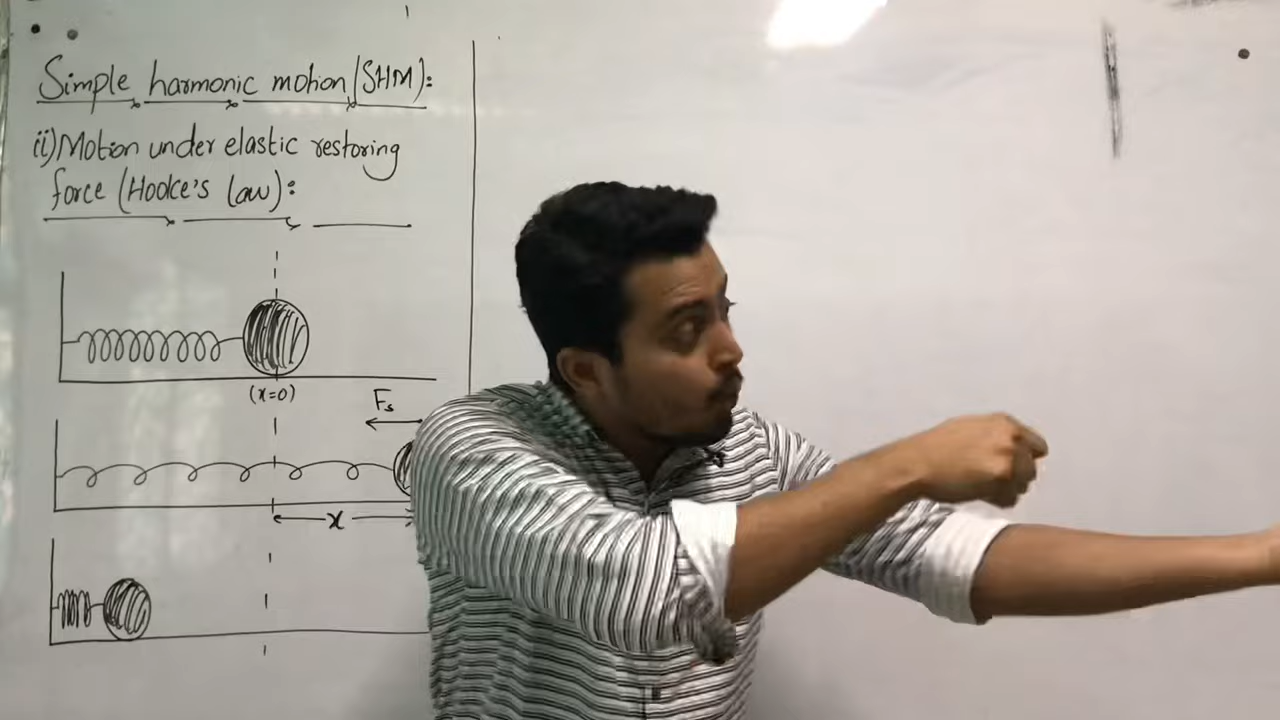 Simple harmonic motion (SHM):
ii) Motion under elastic restoring
force (Hooke's law):
(x=0)
Fs
x